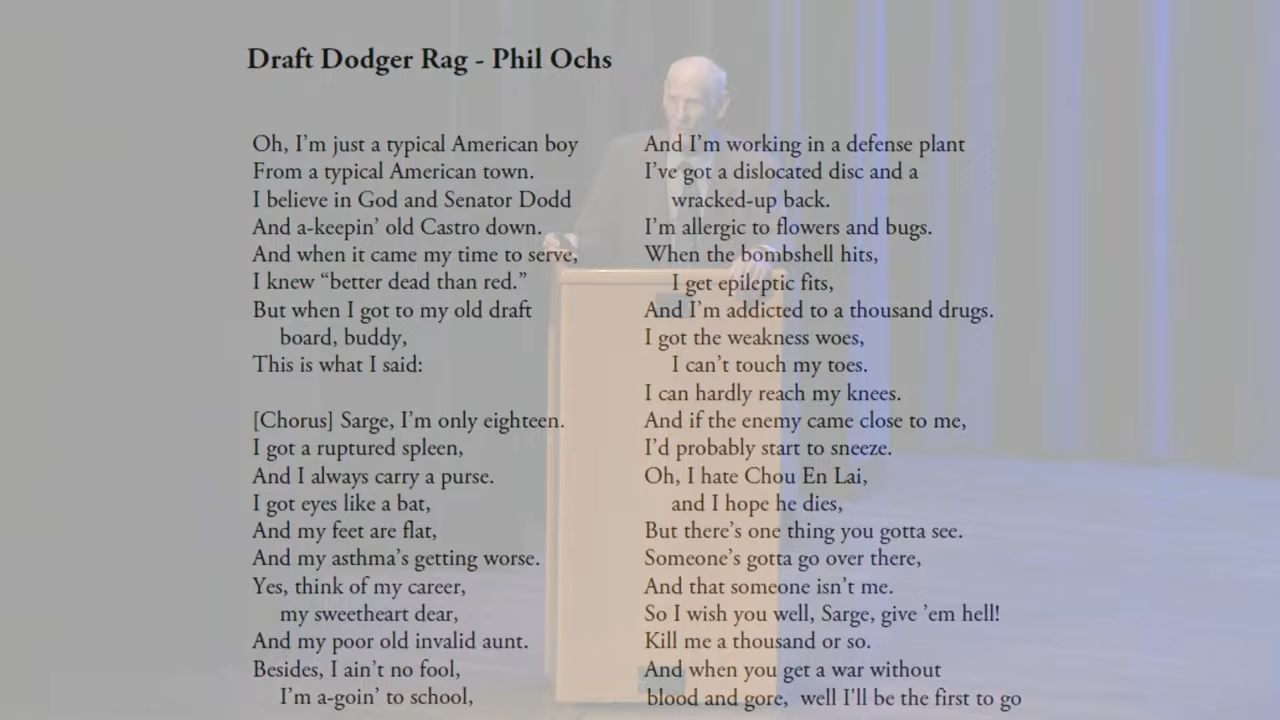 Draft Dodger Rag - Phil Ochs
Oh, I'm just a typical American boy
From a typical American town.
I believe in God and Senator Dodd
And a-keepin' old Castro down.
And when it came my time to serve,
I knew “better dead than red.”
But when I got to my old draft
board, buddy,
This is what I said:
[Chorus] Sarge, I'm only eighteen.
I got a ruptured spleen,
And I always carry a purse.
I got eyes like a bat,
And my feet are flat,
And my asthma's getting worse.
Yes, think of my career,
my sweetheart dear,
And my poor old invalid aunt.
Besides, I ain't no fool,
I'm a-goin' to school,
And I'm working in a defense plant
I've got a dislocated disc and a
wracked-up back.
I'm allergic to flowers and bugs.
When the bombshell hits,
I get epileptic fits,
And I'm addicted to a thousand drugs.
I got the weakness woes,
I can't touch my toes.
I can hardly reach my knees.
And if the enemy came close to me,
I'd probably start to sneeze.
Oh, I hate Chou En Lai,
and I hope he dies,
But there's one thing you gotta see.
Someone's gotta go over there,
And that someone isn't me.
So I wish you well, Sarge, give 'em hell!
Kill me a thousand or so.
And when you get a war without
blood and gore,  well I'll be the first to go